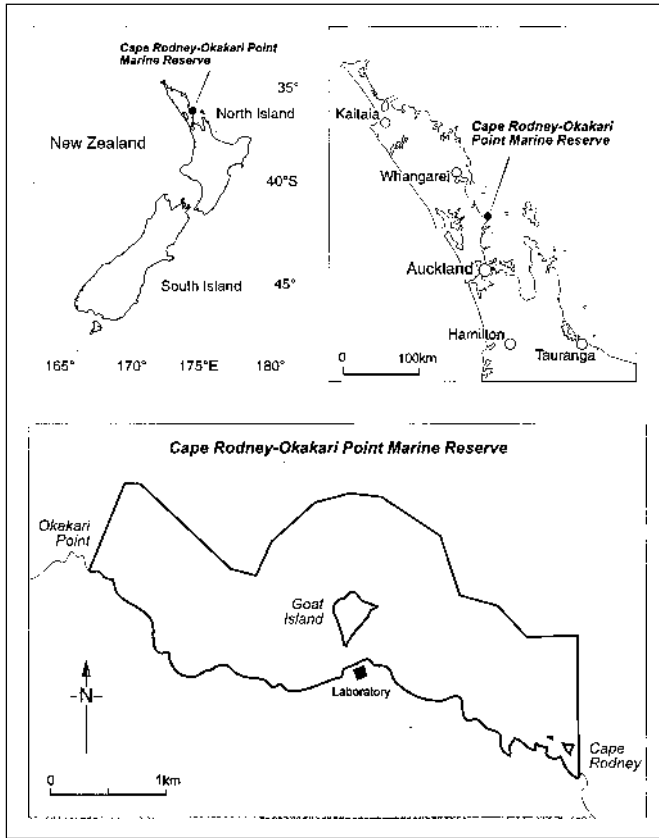 Cape Rodney-Okakari Point
Marine Reserve
35°
North Island
New Zealand
40°S
South Island
45°
165°
170°
175°E
180°
Kaitaia
Cape Rodney-Okakari
Point Marine Reserve
Whangarei
Auckland
Hamilton
Tauranga
0
100km
Cape Rodney-Okakari Point Marine Reserve
Okakari
Point
Goat
Island
Laboratory
N
Cape
Rodney
0
1km